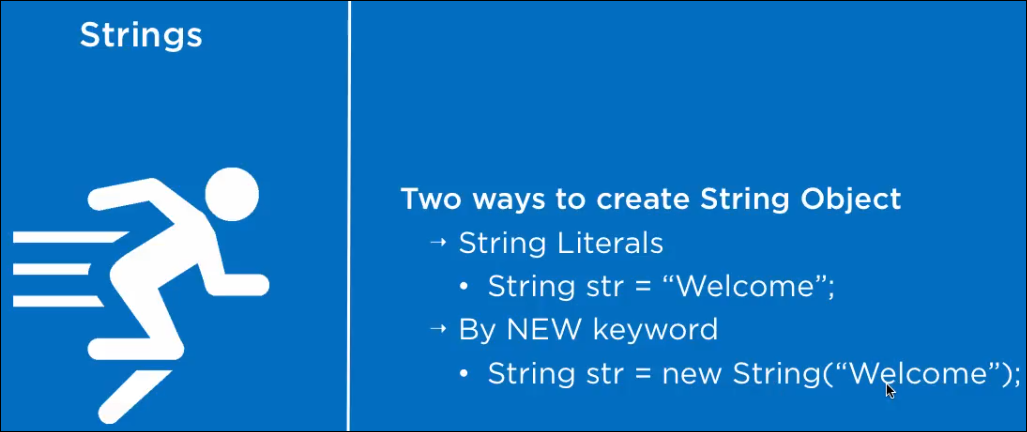 Strings
Two ways to create String Object
→ String Literals
• String str = “Welcome”;
→ By NEW keyword
• String str = new String(“Welcome”);